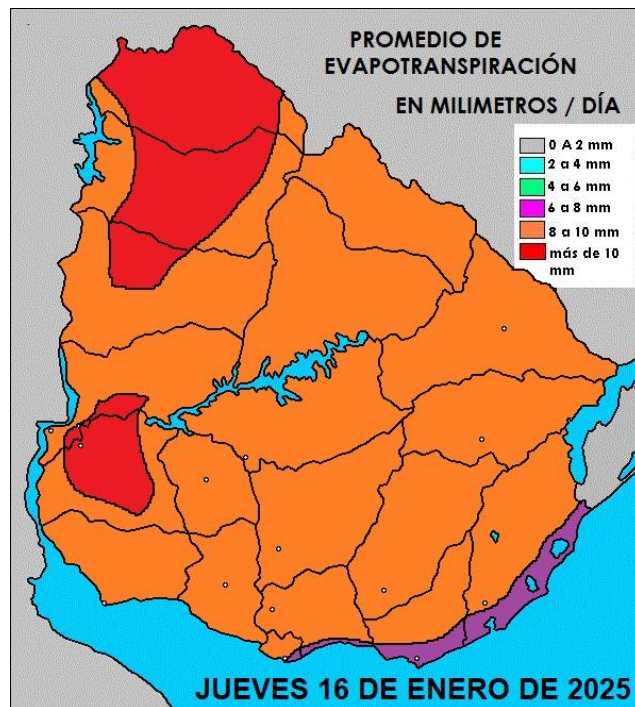 PROMEDIO DE
EVAPOTRANSPIRACIÓN
EN MILIMETROS / DÍA
0 A 2 mm
2 a 4 mm
4 a 6 mm
6 a 8 mm
8 a 10 mm
más de 10
mm
JUEVES 16 DE ENERO DE 2025